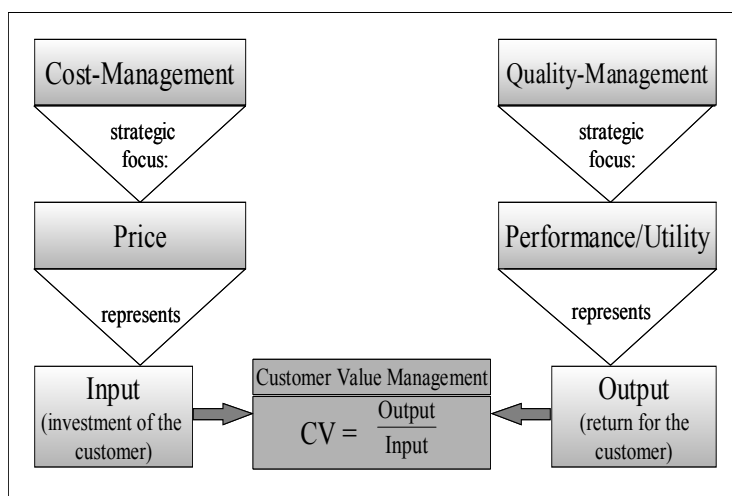 Cost-Management
strategic
focus:
Price
represents
Input
(investment of the
customer)
Quality-Management
strategic
focus:
Performance/Utility
represents
Output
(return for the
customer)
Customer Value Management
CV = Output
Input